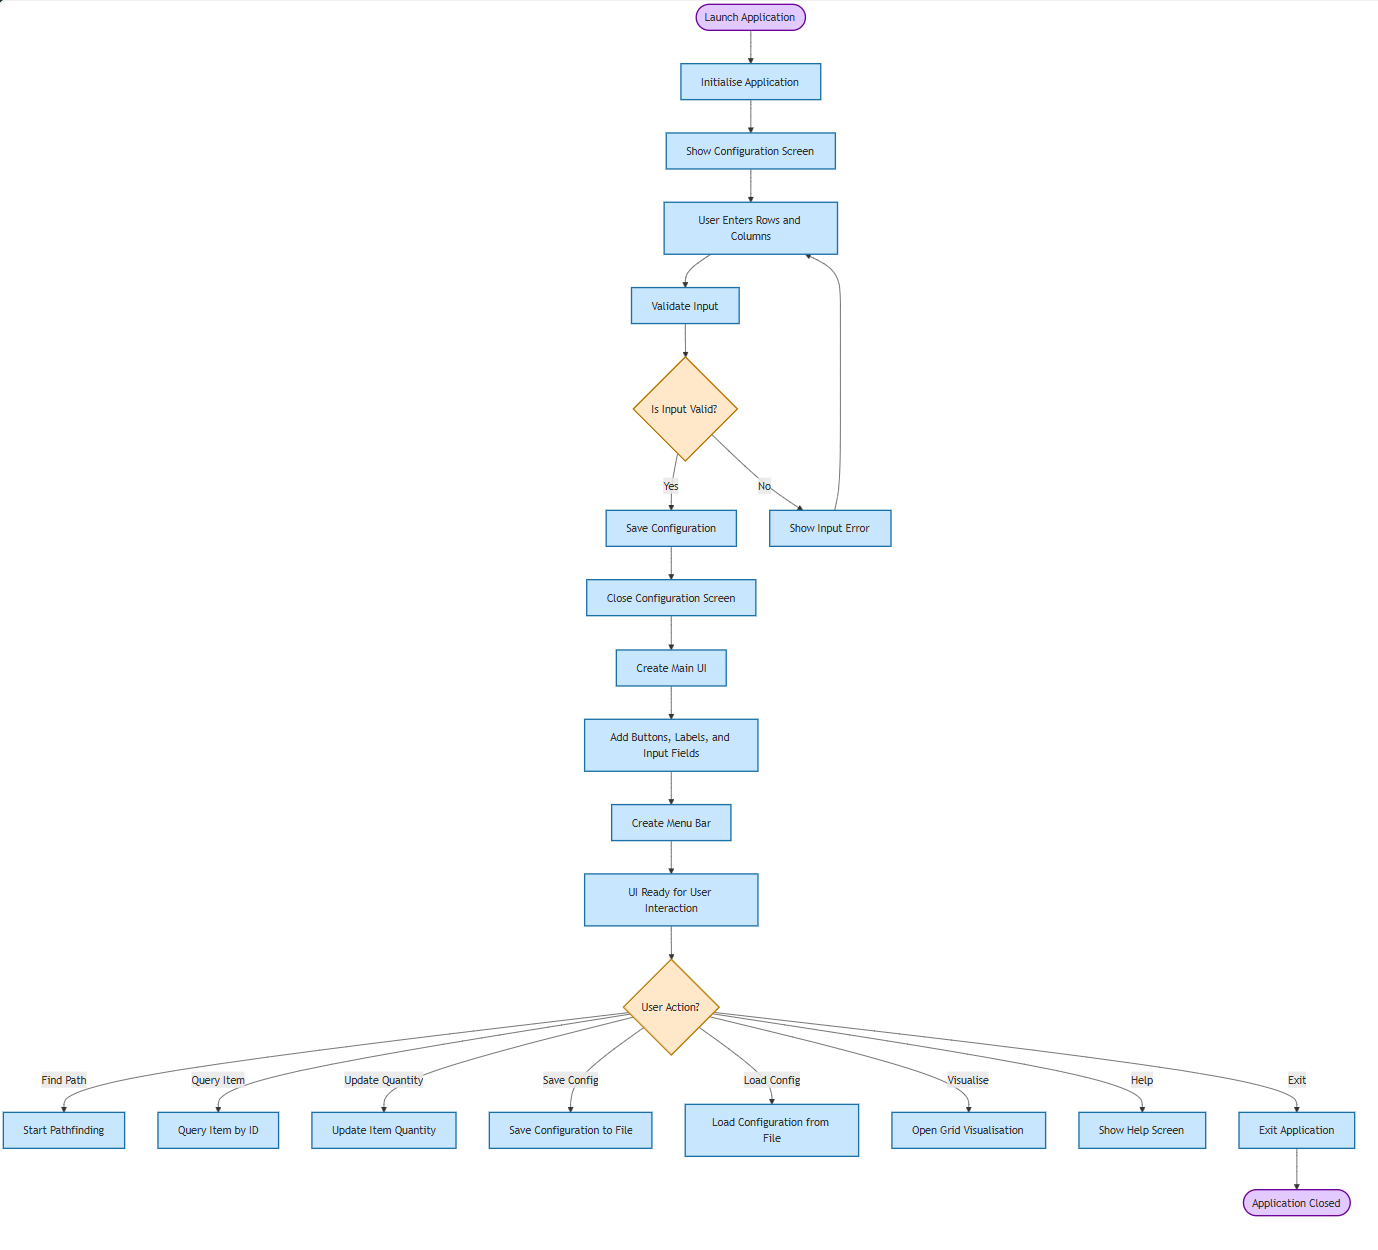 Launch Application
Initialise Application
Show Configuration Screen
User Enters Rows and
Columns
Validate Input
Is Input Valid?
Yes
No
Save Configuration
Show Input Error
Close Configuration Screen
Create Main UI
Add Buttons, Labels, and
Input Fields
Create Menu Bar
UI Ready for User
Interaction
User Action?
Find Path
Query Item
Update Quantity
Save Config
Load Config
Visualise
Help
Exit
Start Pathfinding
Query Item by ID
Update Item Quantity
Save Configuration to File
Load Configuration from
File
Open Grid Visualisation
Show Help Screen
Exit Application
Application Closed